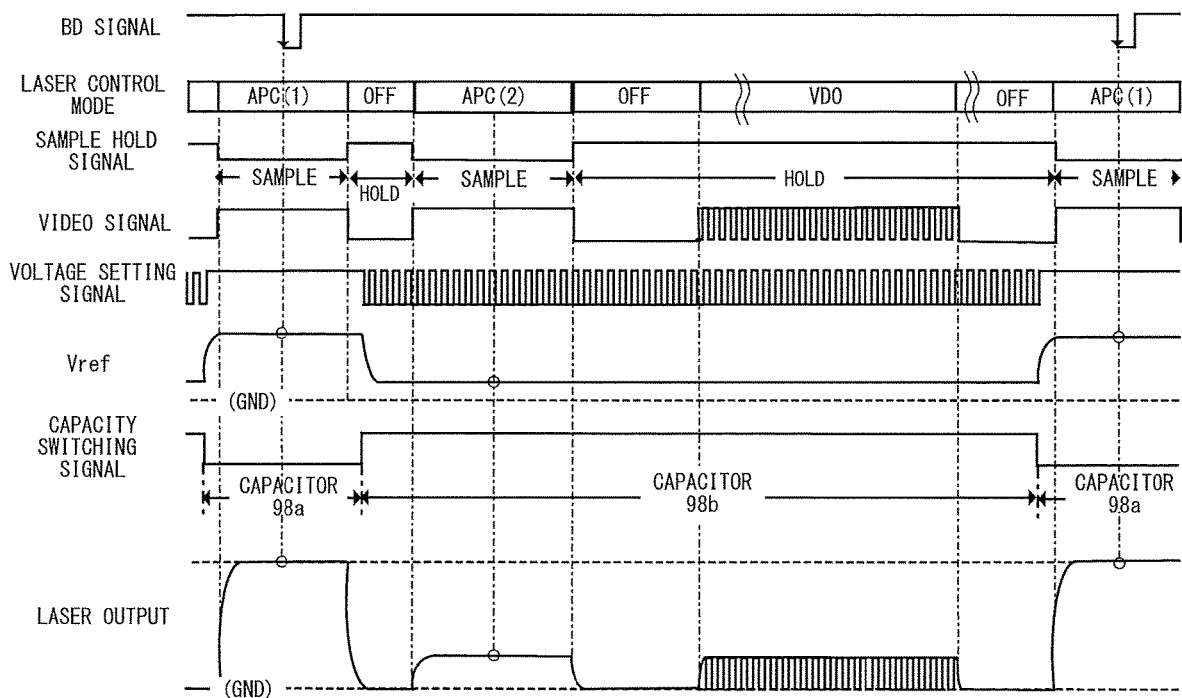 BD SIGNAL
LASER CONTROL
MODE
APC(1) OFF APC(2) OFF VDO OFF APC(1)
SAMPLE HOLD
SIGNAL
SAMPLE HOLD SAMPLE HOLD SAMPLE
VIDEO SIGNAL
VOLTAGE SETTING
SIGNAL
Vref
(GND)
CAPACITY
SWITCHING
SIGNAL
CAPACITOR CAPACITOR CAPACITOR
98a 98b 98a
LASER OUTPUT
(GND)